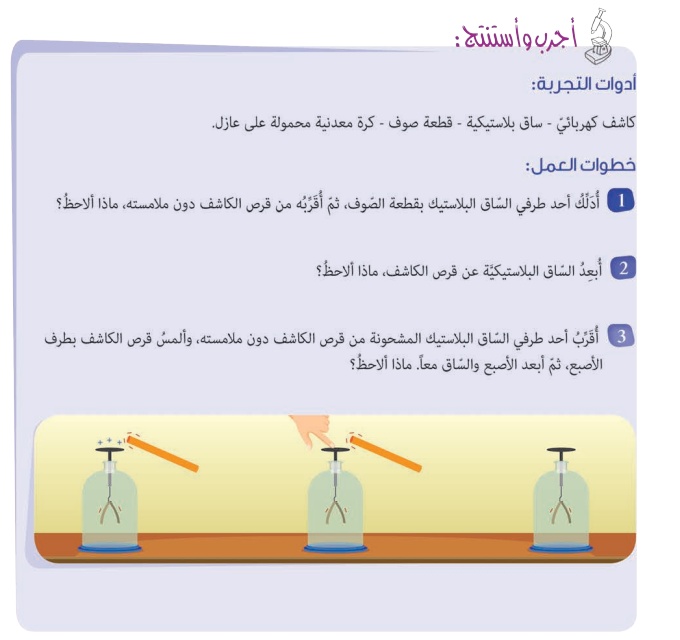 أجرب وأستنتج:
أدوات التجربة:
كاشف كهربائيّ - ساق بلاستيكية - قطعة صوف - كرة معدنية محمولة على عازل.
خطوات العمل:
1 أُدَلِّكُ أحد طرفي السّاق البلاستيك بقطعة الصّوف، ثمّ أُقَرِّبُه من قرص الكاشف دون ملامسته، ماذا ألاحظُ؟
2 أُبعِدُ السّاق البلاستيكيَّة عن قرص الكاشف، ماذا ألاحظُ؟
3 أُقَرِّبُ أحد طرفي السّاق البلاستيك المشحونة من قرص الكاشف دون ملامسته، وألمسُ قرص الكاشف بطرف
الأصبع، ثمّ أبعد الأصبع والسّاق معاً. ماذا ألاحظُ؟